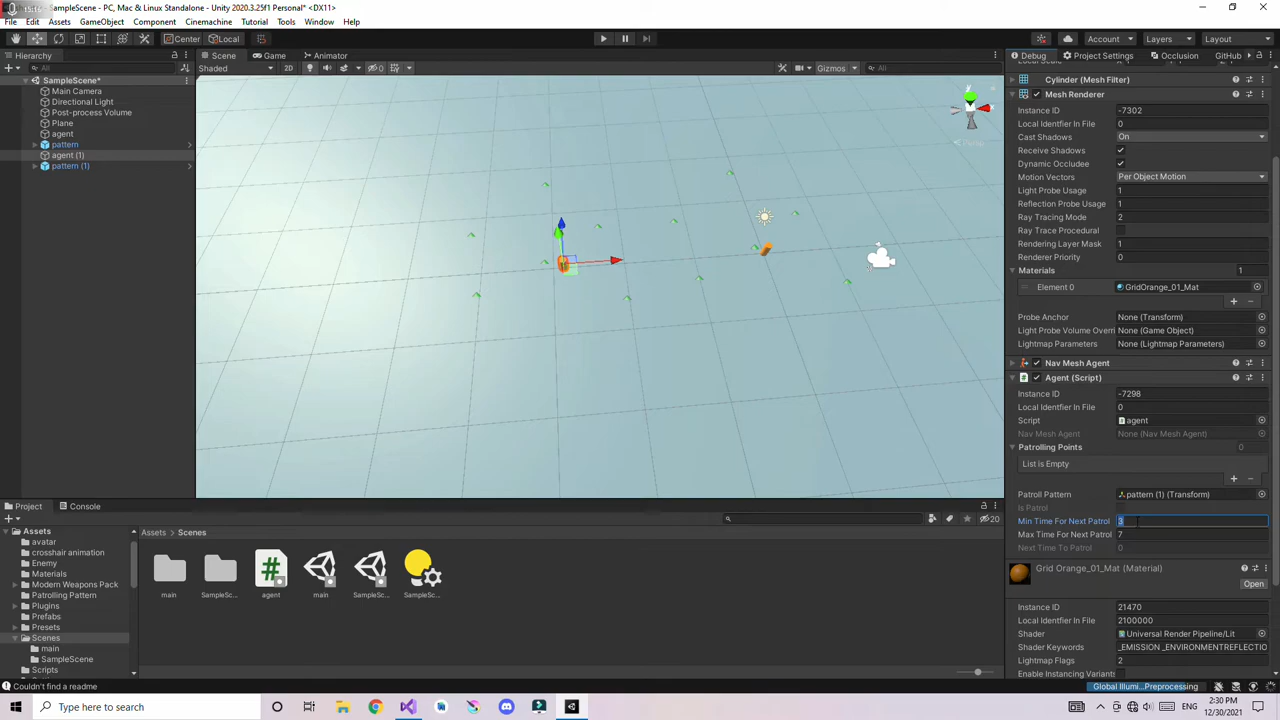 SampleScene - PC, Mac & Linux Standalone - Unity 2020.3.25f1 Personal* <DX11>
File Edit Assets GameObject Component Cinemachine Tutorial Tools Window Help
Center Local Account Layers Layout
Hierarchy Scene Game Animator Debug Project Settings Occlusion GitHub
All Shaded 2D 0 Gizmos All
SampleScene*
Main Camera
Directional Light
Post-process Volume
Plane
agent
pattern
agent (1)
pattern (1)
y
Persp
Cylinder (Mesh Filter)
Mesh Renderer
Instance ID -7302
Local Identfier In File 0
Cast Shadows On
Receive Shadows
Dynamic Occludee
Motion Vectors Per Object Motion
Light Probe Usage 1
Reflection Probe Usage 1
Ray Tracing Mode 2
Ray Trace Procedural
Rendering Layer Mask 1
Renderer Priority 0
Materials 1
Element 0 GridOrange_01_Mat
Probe Anchor None (Transform)
Light Probe Volume Overri None (Game Object)
Lightmap Parameters None (Lightmap Parameters)
Nav Mesh Agent
Agent (Script)
Instance ID -7298
Local Identfier In File 0
Script agent
Nav Mesh Agent None (Nav Mesh Agent)
Patrolling Points 0
List is Empty
Patroll Pattern pattern (1) (Transform)
Is Patrol
Min Time For Next Patrol 3
Max Time For Next Patrol 7
Next Time To Patrol 0
Grid Orange_01_Mat (Material)
Open
Instance ID 21470
Local Identfier In File 2100000
Shader Universal Render Pipeline/Lit
Shader Keywords _EMISSION _ENVIRONMENTREFLECTIO
Lightmap Flags 2
Enable Instancing Variants
Project Console
20
Assets
avatar
crosshair animation
Enemy
Materials
Modern Weapons Pack
Patrolling Pattern
Plugins
Prefabs
Presets
Scenes
main
SampleScene
Scripts
Assets > Scenes
main SampleSc... agent main SampleSc... SampleSc...
Couldn't find a readme
Global Illumi...Preprocessing
Type here to search
ENG
2:30 PM
12/30/2021